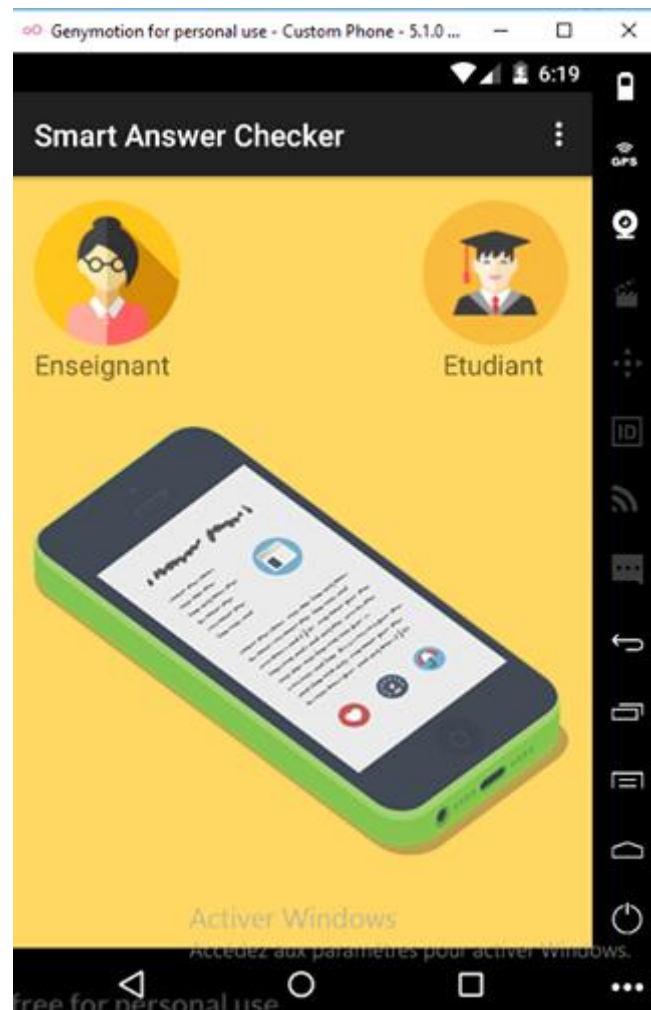 Genymotion for personal use - Custom Phone - 5.1.0 ...
6:19
Smart Answer Checker
GPS
Enseignant
Etudiant
ID
Activer Windows
Accédez aux paramètres pour activer Windows.
free for personal use